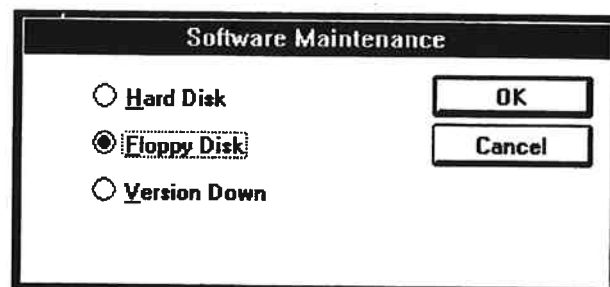 Software Maintenance
Hard Disk
OK
Floppy Disk
Cancel
Version Down